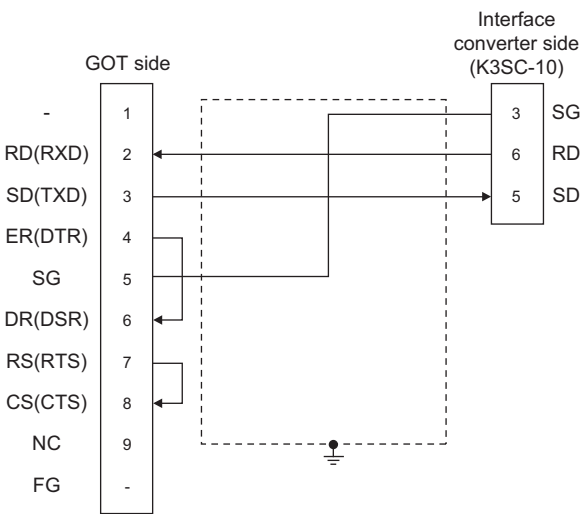 Interface
converter side
(K3SC-10)
GOT side
- 1 3 SG
RD(RXD) 2 6 RD
SD(TXD) 3 5 SD
ER(DTR) 4
SG 5
DR(DSR) 6
RS(RTS) 7
CS(CTS) 8
NC 9
FG -